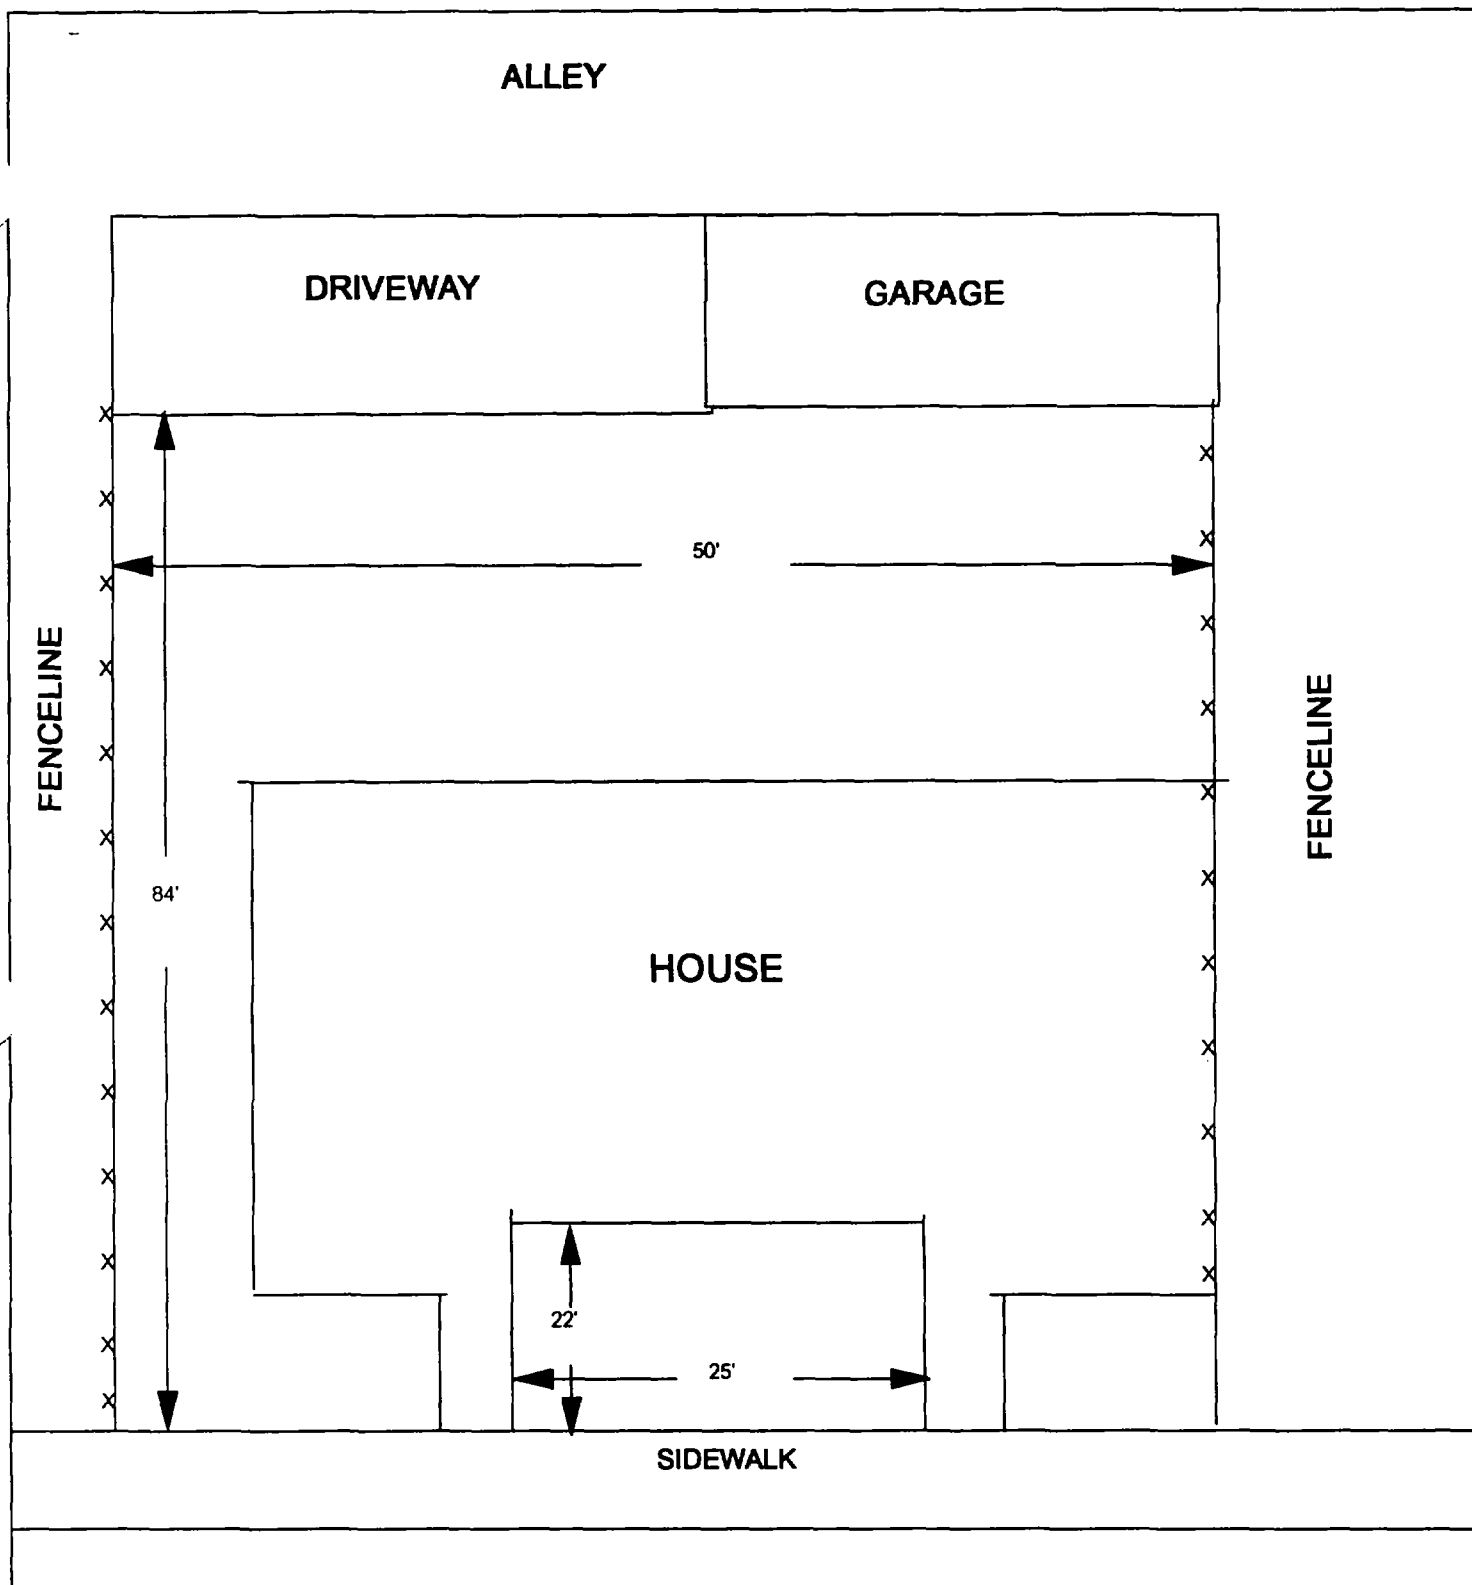 ALLEY
DRIVEWAY
GARAGE
50'
FENCELINE
FENCELINE
84'
HOUSE
22'
25'
SIDEWALK